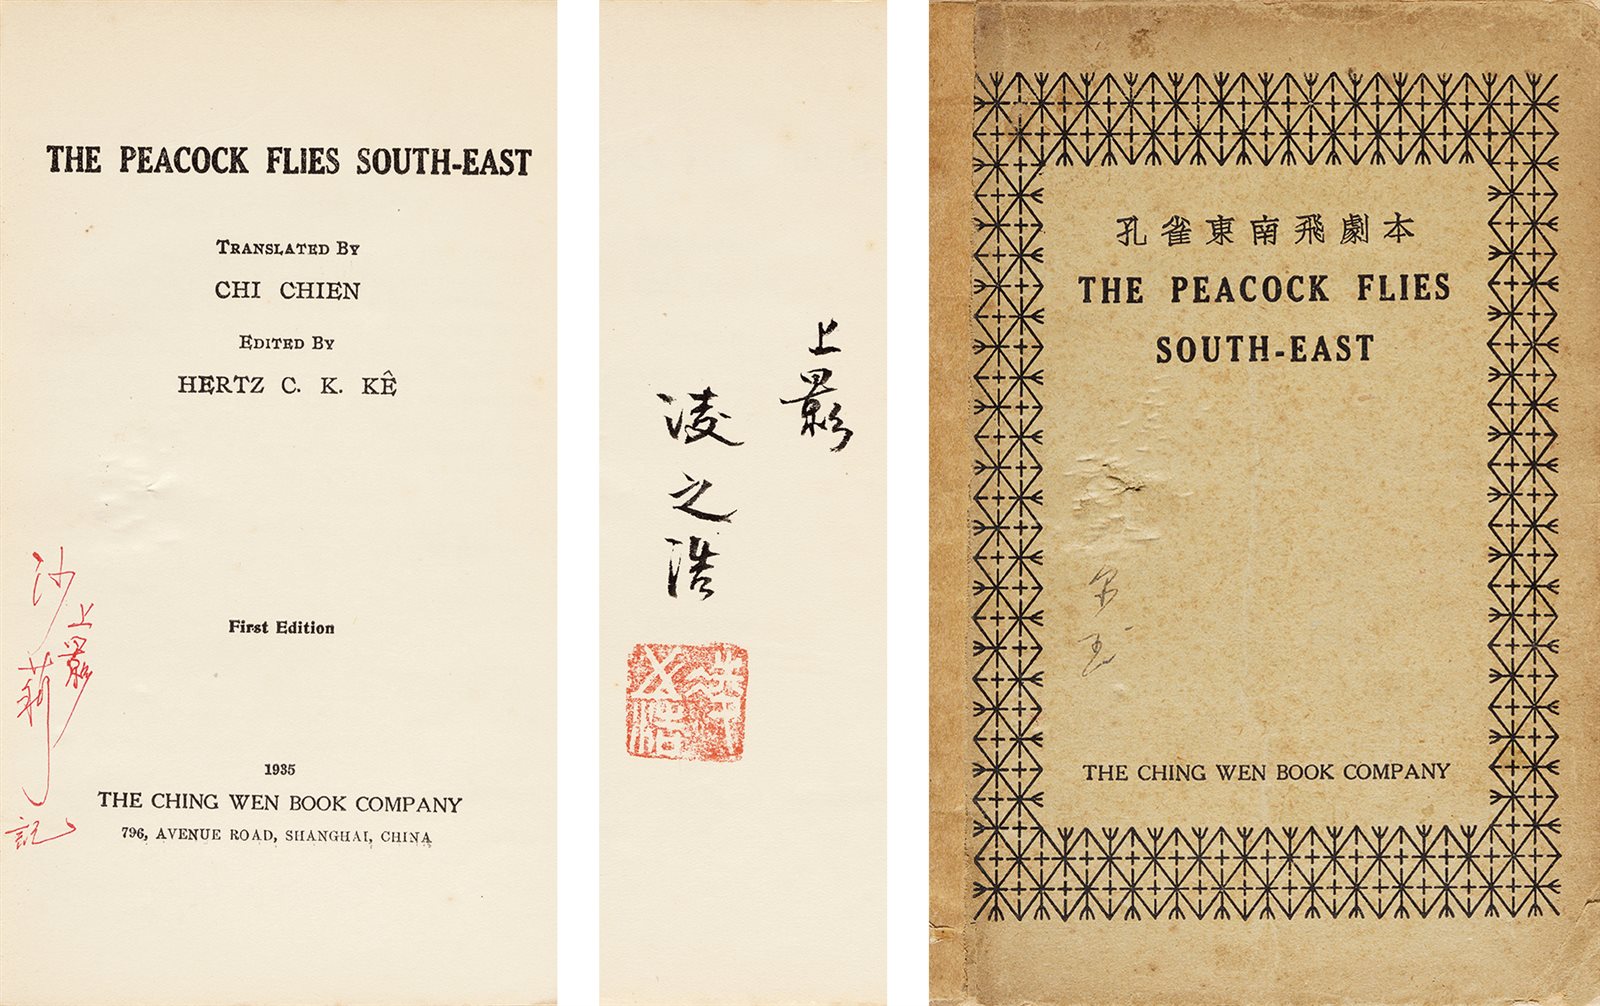 THE PEACOCK FLIES SOUTH-EAST
TRANSLATED BY
CHI CHIEN
EDITED BY
HERTZ C. K. KÊ
First Edition
沙莉
上影
記
1935
THE CHING WEN BOOK COMPANY
796, AVENUE ROAD, SHANGHAI, CHINA
上影
凌之浩
孔雀東南飛劇本
THE PEACOCK FLIES
SOUTH-EAST
THE CHING WEN BOOK COMPANY